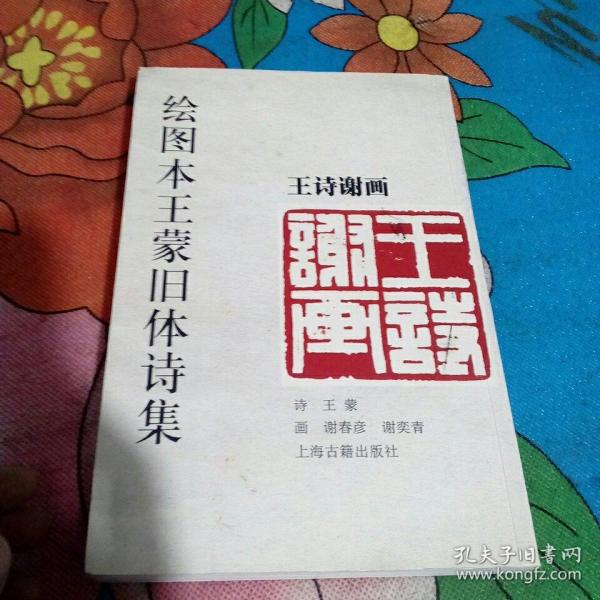 绘图本王蒙旧体诗集
王诗谢画
王詩
謝画
诗 王蒙
画 谢春彦 谢奕青
上海古籍出版社
孔夫子旧书网
www.kongfz.com